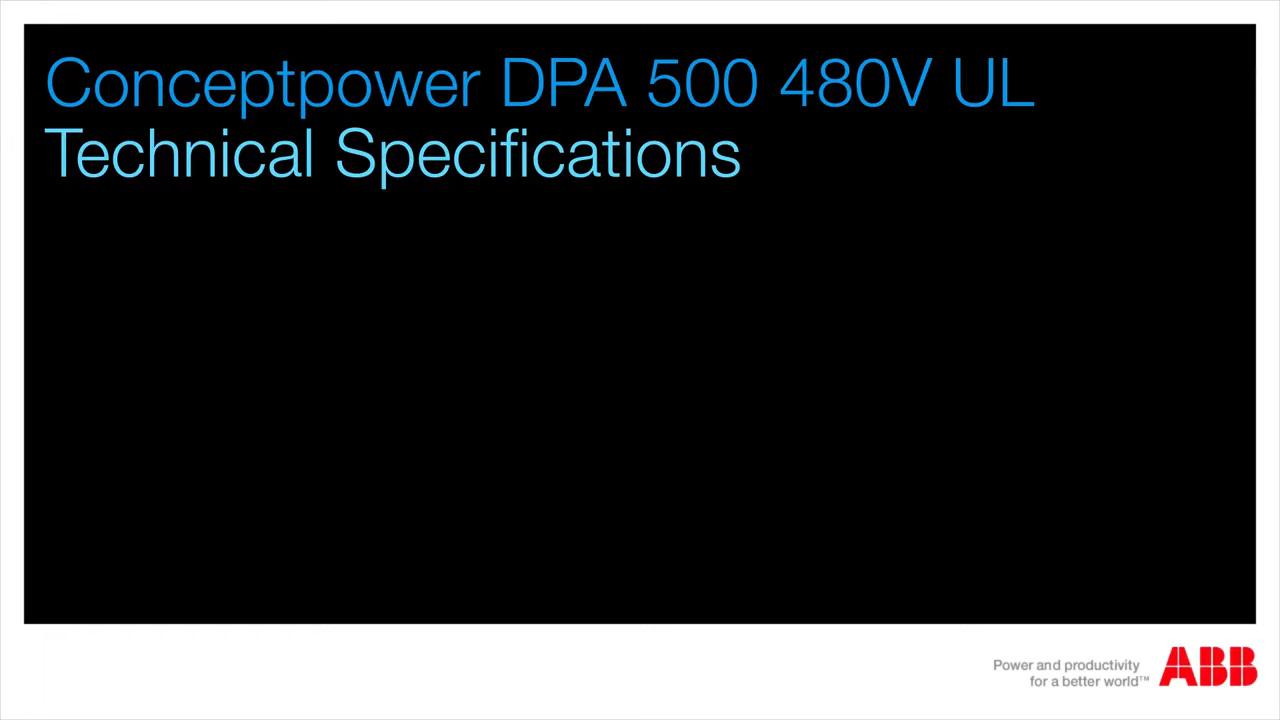 Conceptpower DPA 500 480V UL
Technical Specifications
Power and productivity
for a better world™
ABB